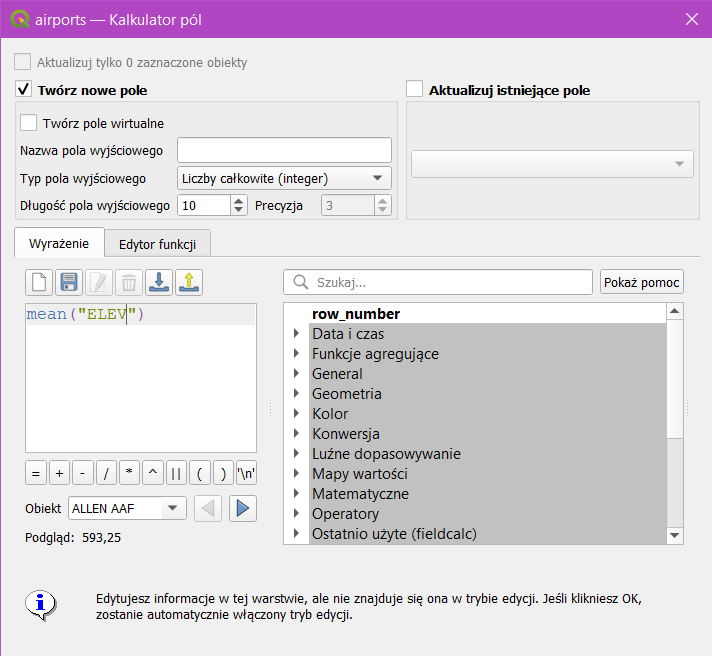 airports — Kalkulator pól
Aktualizuj tylko 0 zaznaczone obiekty
Twórz nowe pole
Aktualizuj istniejące pole
Twórz pole wirtualne
Nazwa pola wyjściowego
Typ pola wyjściowego
Liczby całkowite (integer)
Długość pola wyjściowego
10
Precyzja
3
Wyrażenie
Edytor funkcji
Szukaj...
Pokaż pomoc
mean("ELEV")
= + - / * ^ || ( ) '\n'
Obiekt
ALLEN AAF
Podgląd: 593,25
row_number
Data i czas
Funkcje agregujące
General
Geometria
Kolor
Konwersja
Luźne dopasowywanie
Mapy wartości
Matematyczne
Operatory
Ostatnio użyte (fieldcalc)
Edytujesz informacje w tej warstwie, ale nie znajduje się ona w trybie edycji. Jeśli klikniesz OK,
zostanie automatycznie włączony tryb edycji.